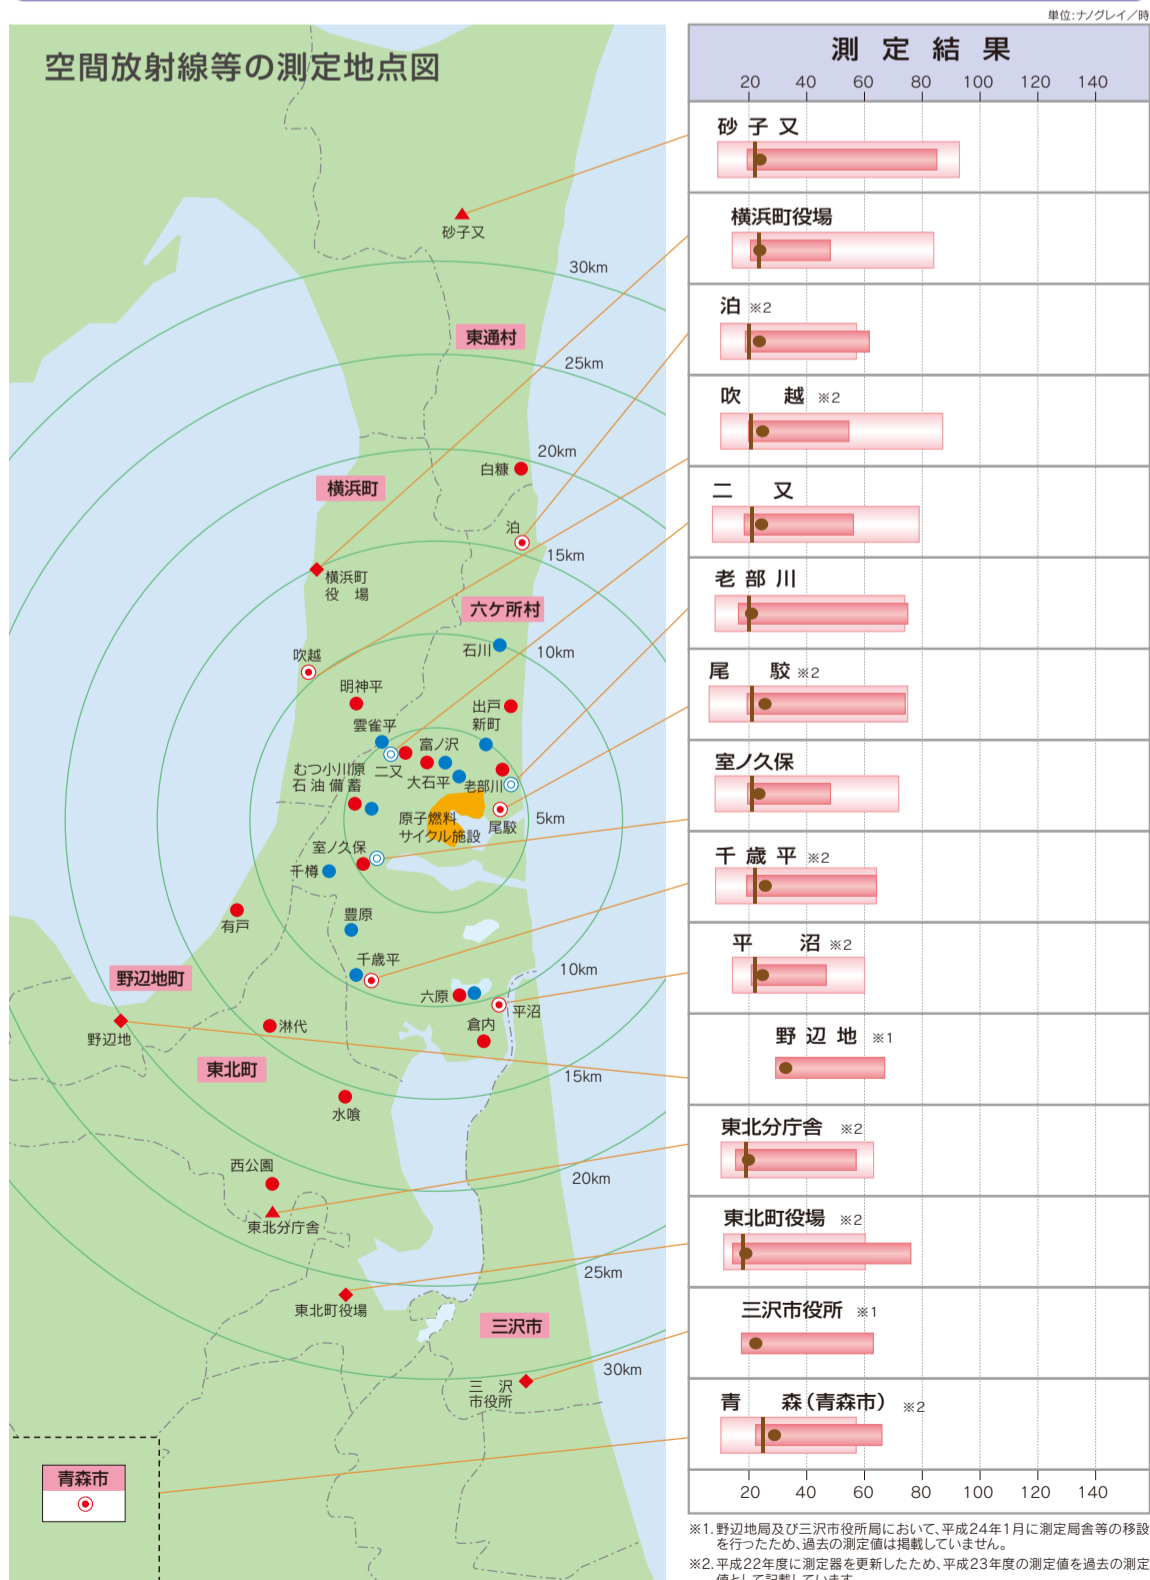 単位:ナノグレイ／時
空間放射線等の測定地点図
砂子又
30km
東通村
25km
20km
白糠
横浜町
泊
15km
横浜町
役　場
六ケ所村
石川
10km
吹越
明神平
出戸
新町
雲雀平
富ノ沢
二又
大石平
老部川
むつ小川原
石油備蓄
原子燃料
サイクル施設
尾駮
5km
室ノ久保
千樽
有戸
豊原
千歳平
10km
野辺地町
六原
平沼
野辺地
淋代
倉内
東北町
15km
水喰
西公園
20km
東北分庁舎
25km
東北町役場
三沢市
30km
三　沢
市役所
青森市
測定結果
20 40 60 80 100 120 140
砂子又
横浜町役場
泊 ※2
吹　越 ※2
二　又
老部川
尾　駮 ※2
室ノ久保
千歳平 ※2
平　沼 ※2
野辺地 ※1
東北分庁舎 ※2
東北町役場 ※2
三沢市役所 ※1
青　森（青森市） ※2
20 40 60 80 100 120 140
※1. 野辺地局及び三沢市役所局において、平成24年1月に測定局舎等の移設
を行ったため、過去の測定値は掲載していません。
※2. 平成22年度に測定器を更新したため、平成23年度の測定値を過去の測定
値として記載しています。